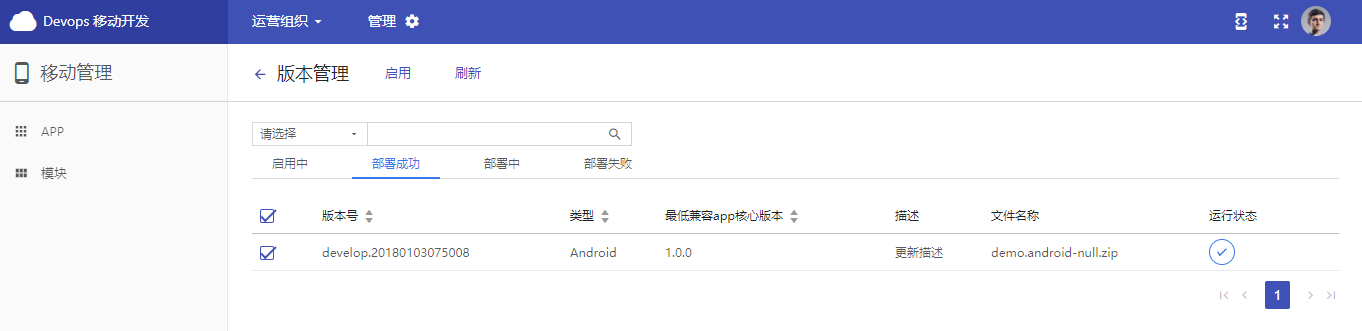 Devops 移动开发 运营组织 管理
移动管理 版本管理 启用 刷新
APP
模块
请选择
启用中 部署成功 部署中 部署失败
版本号 类型 最低兼容app核心版本 描述 文件名称 运行状态
develop.20180103075008 Android 1.0.0 更新描述 demo.android-null.zip
1